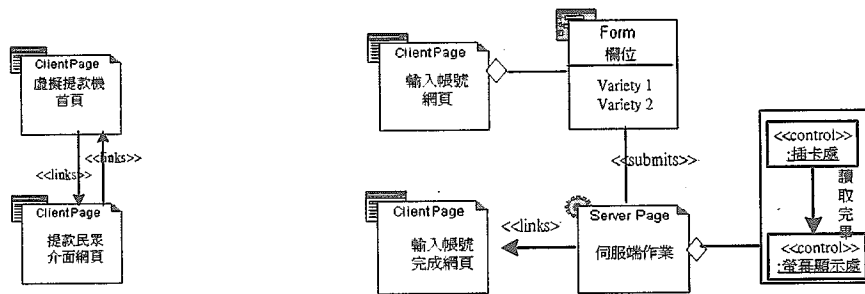 ClientPage
虛擬提款機
首頁
<<links>>
<<links>>
ClientPage
提款民眾
介面網頁
ClientPage
輸入帳號
網頁
Form
欄位
Variety 1
Variety 2
<<submits>>
ClientPage
輸入帳號
完成網頁
<<links>
Server Page
伺服端作業
<<control>>
:插卡處
讀取完畢
<<control>>
:螢幕顯示處